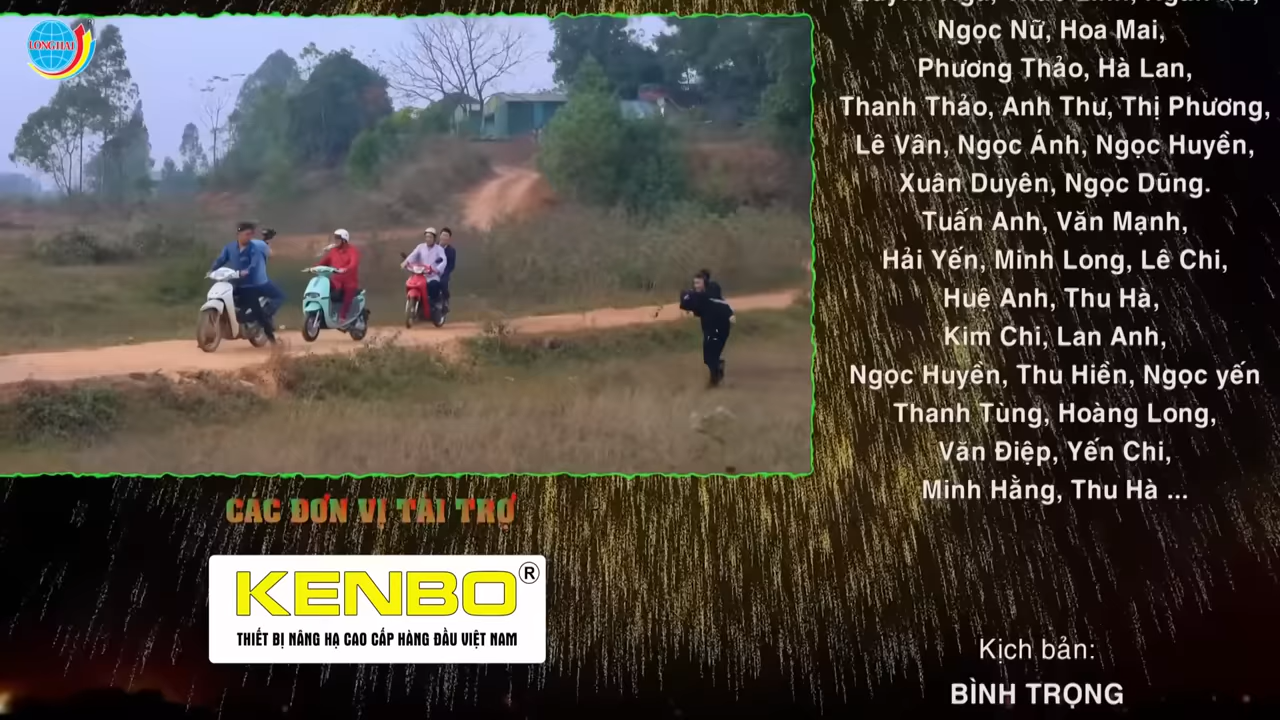 LONGHAI
Ngọc Nữ, Hoa Mai,
Phương Thảo, Hà Lan,
Thanh Thảo, Anh Thư, Thị Phương,
Lê Vân, Ngọc Ánh, Ngọc Huyền,
Xuân Duyên, Ngọc Dũng.
Tuấn Anh, Văn Mạnh,
Hải Yến, Minh Long, Lê Chi,
Huệ Anh, Thu Hà,
Kim Chi, Lan Anh,
Ngọc Huyên, Thu Hiền, Ngọc yến
Thanh Tùng, Hoàng Long,
Văn Điệp, Yến Chi,
Minh Hằng, Thu Hà ...
CÁC ĐƠN VỊ TÀI TRỢ
KENBO®
THIẾT BỊ NÂNG HẠ CAO CẤP HÀNG ĐẦU VIỆT NAM
Kịch bản:
BÌNH TRỌNG